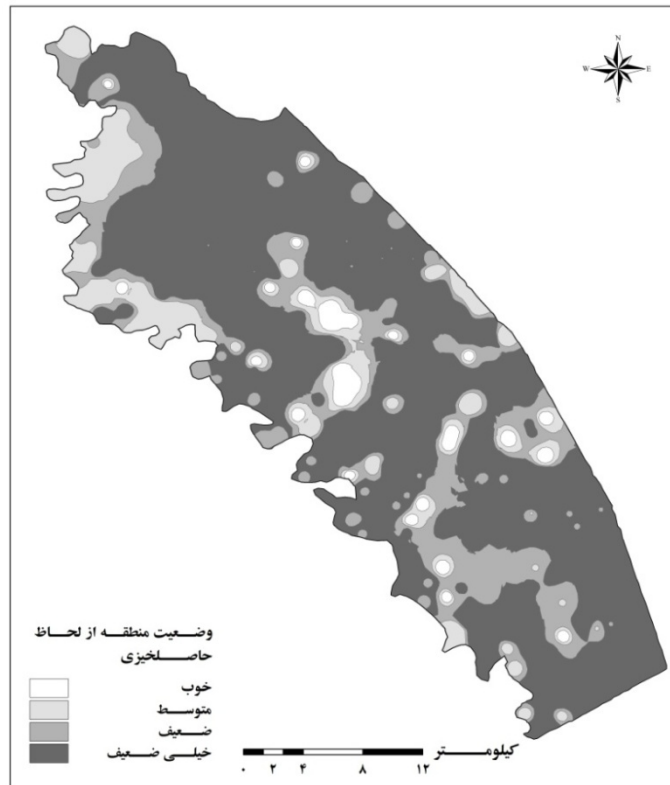 N
W E
S
وضعیت منطقه از لحاظ
حاصلخیزی
خوب
متوسط
ضعیف
خیلی ضعیف
کیلومتر
۰ ۲ ۴ ۸ ۱۲